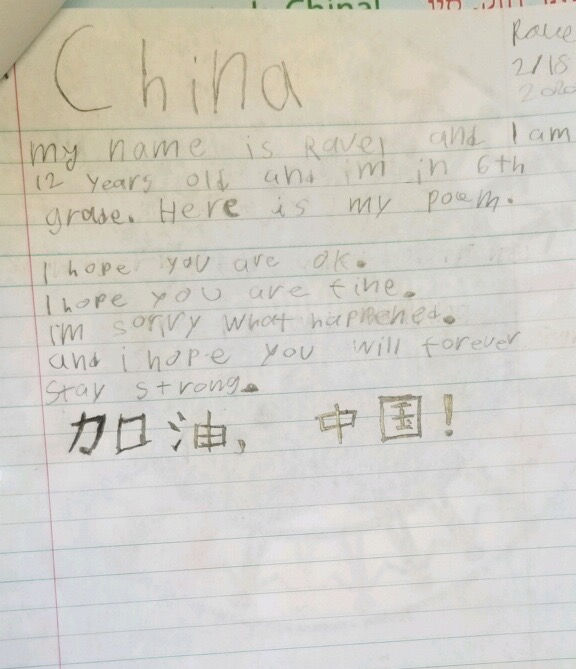 China
2/18
2020
my name is Ravel and I am
12 years old and im in 6th
grade. Here is my poem.
I hope you are ok.
I hope you are fine.
I'm sorry what happened.
and i hope you will forever
stay strong.
加口油, 中国!